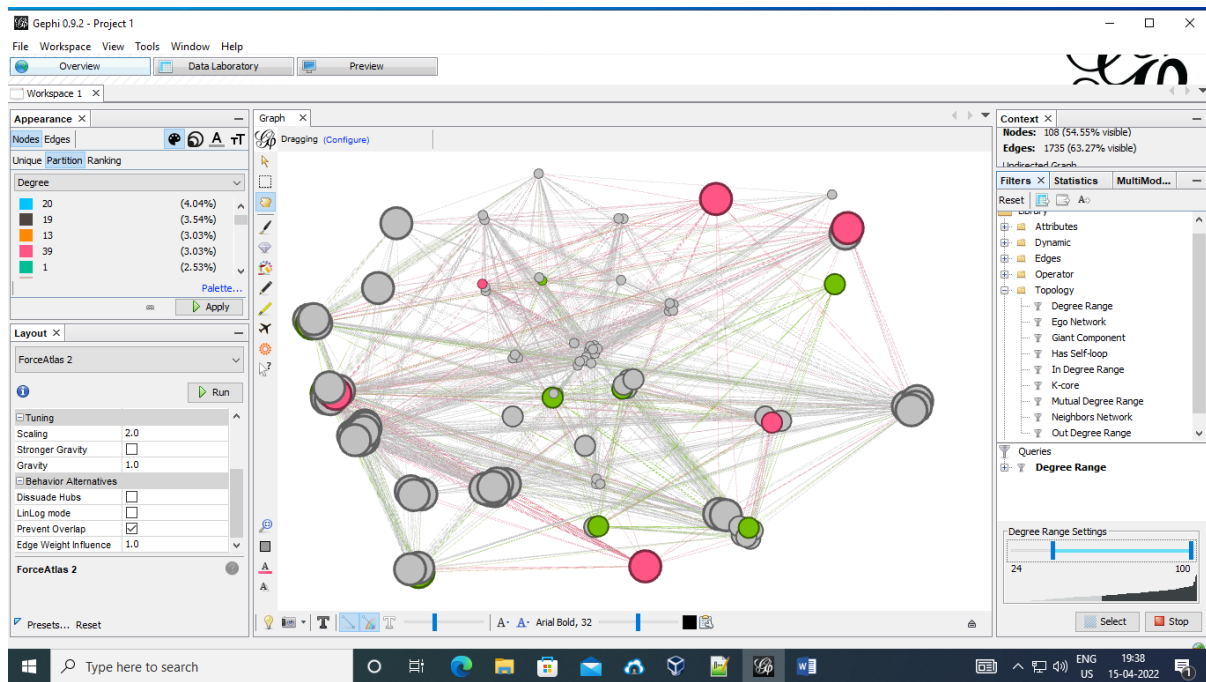 Gephi 0.9.2 - Project 1
File Workspace View Tools Window Help
Overview Data Laboratory Preview
Workspace 1
Appearance
Nodes Edges
Unique Partition Ranking
Degree
20 (4.04%)
19 (3.54%)
13 (3.03%)
39 (3.03%)
1 (2.53%)
Palette...
Apply
Layout
ForceAtlas 2
Run
Tuning
Scaling 2.0
Stronger Gravity
Gravity 1.0
Behavior Alternatives
Dissuade Hubs
LinLog mode
Prevent Overlap
Edge Weight Influence 1.0
ForceAtlas 2
Presets... Reset
Graph
Dragging (Configure)
Arial Bold, 32
Context
Nodes: 108 (54.55% visible)
Edges: 1735 (63.27% visible)
Undirected Graph
Filters Statistics MultiMod...
Reset
Library
Attributes
Dynamic
Edges
Operator
Topology
Degree Range
Ego Network
Giant Component
Has Self-loop
In Degree Range
K-core
Mutual Degree Range
Neighbors Network
Out Degree Range
Queries
Degree Range
Degree Range Settings
24 100
Select Stop
Type here to search
ENG 19:38
US 15-04-2022